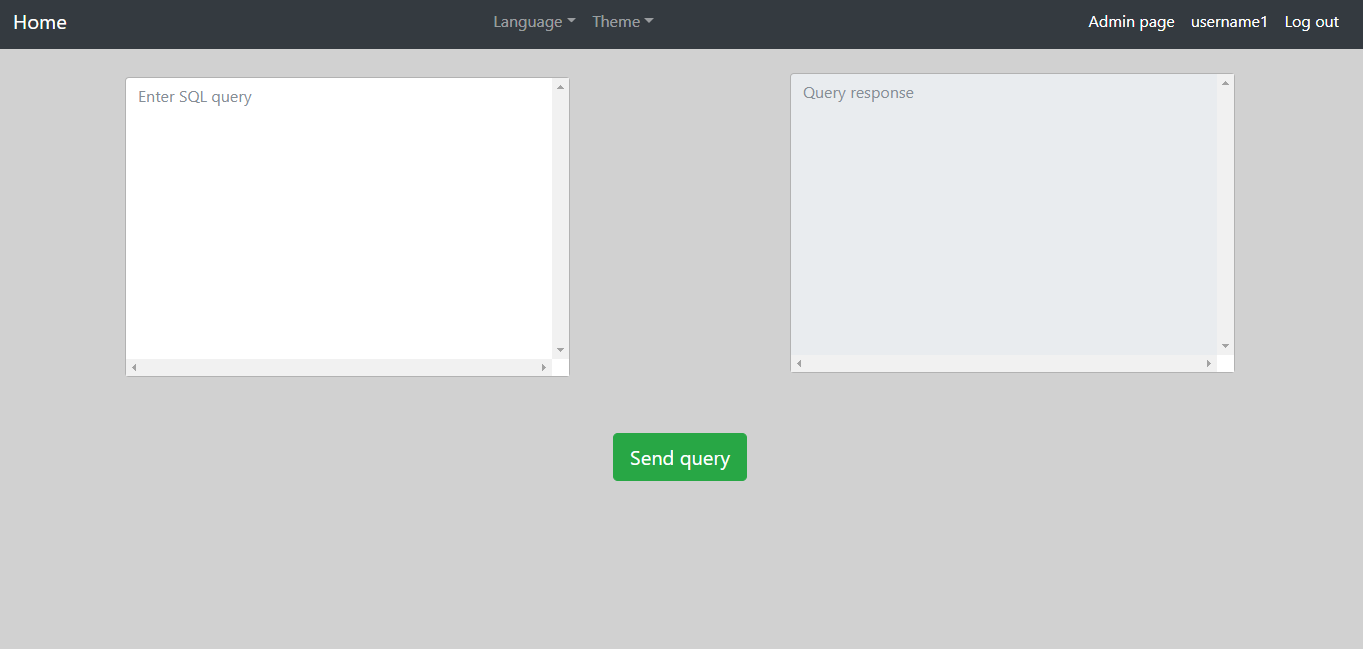 Home Language Theme Admin page username1 Log out
Enter SQL query
Query response
Send query